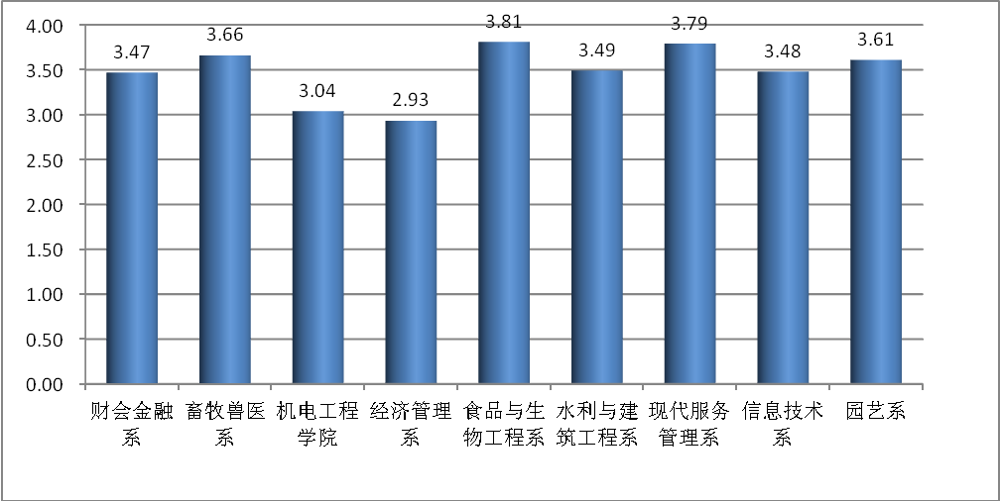 4.00
3.50
3.00
2.50
2.00
1.50
1.00
0.50
0.00
3.47
3.66
3.04
2.93
3.81
3.49
3.79
3.48
3.61
财会金融
系
畜牧兽医
系
机电工程
学院
经济管理
系
食品与生
物工程系
水利与建
筑工程系
现代服务
管理系
信息技术
系
园艺系